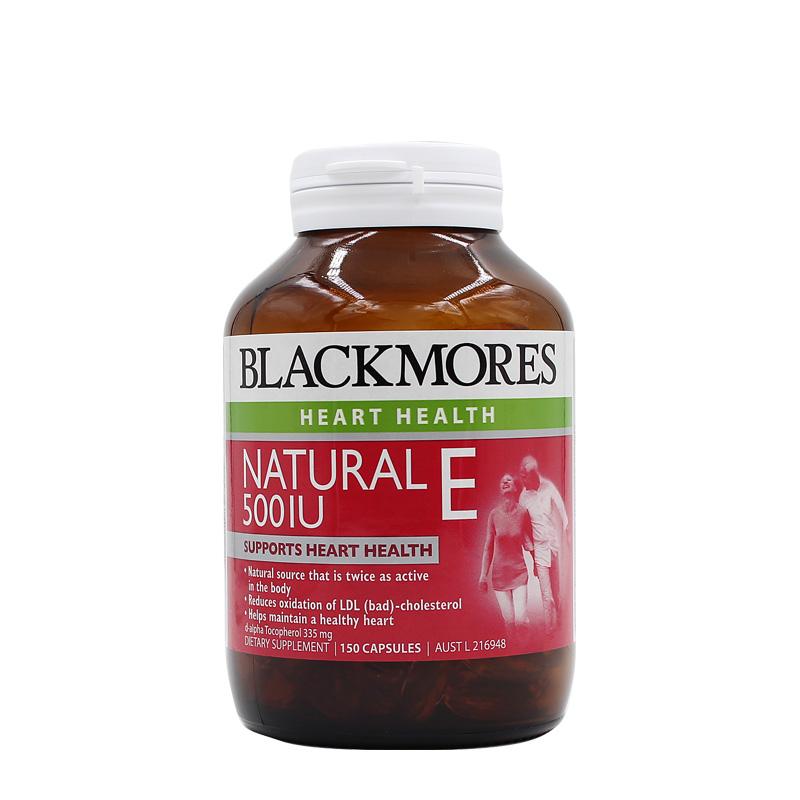 BLACKMORES
HEART HEALTH
NATURAL E
500IU
SUPPORTS HEART HEALTH
• Natural source that is twice as active
in the body
• Reduces oxidation of LDL (bad)-cholesterol
• Helps maintain a healthy heart
d-alpha Tocopherol 335 mg
DIETARY SUPPLEMENT | 150 CAPSULES | AUST L 216948